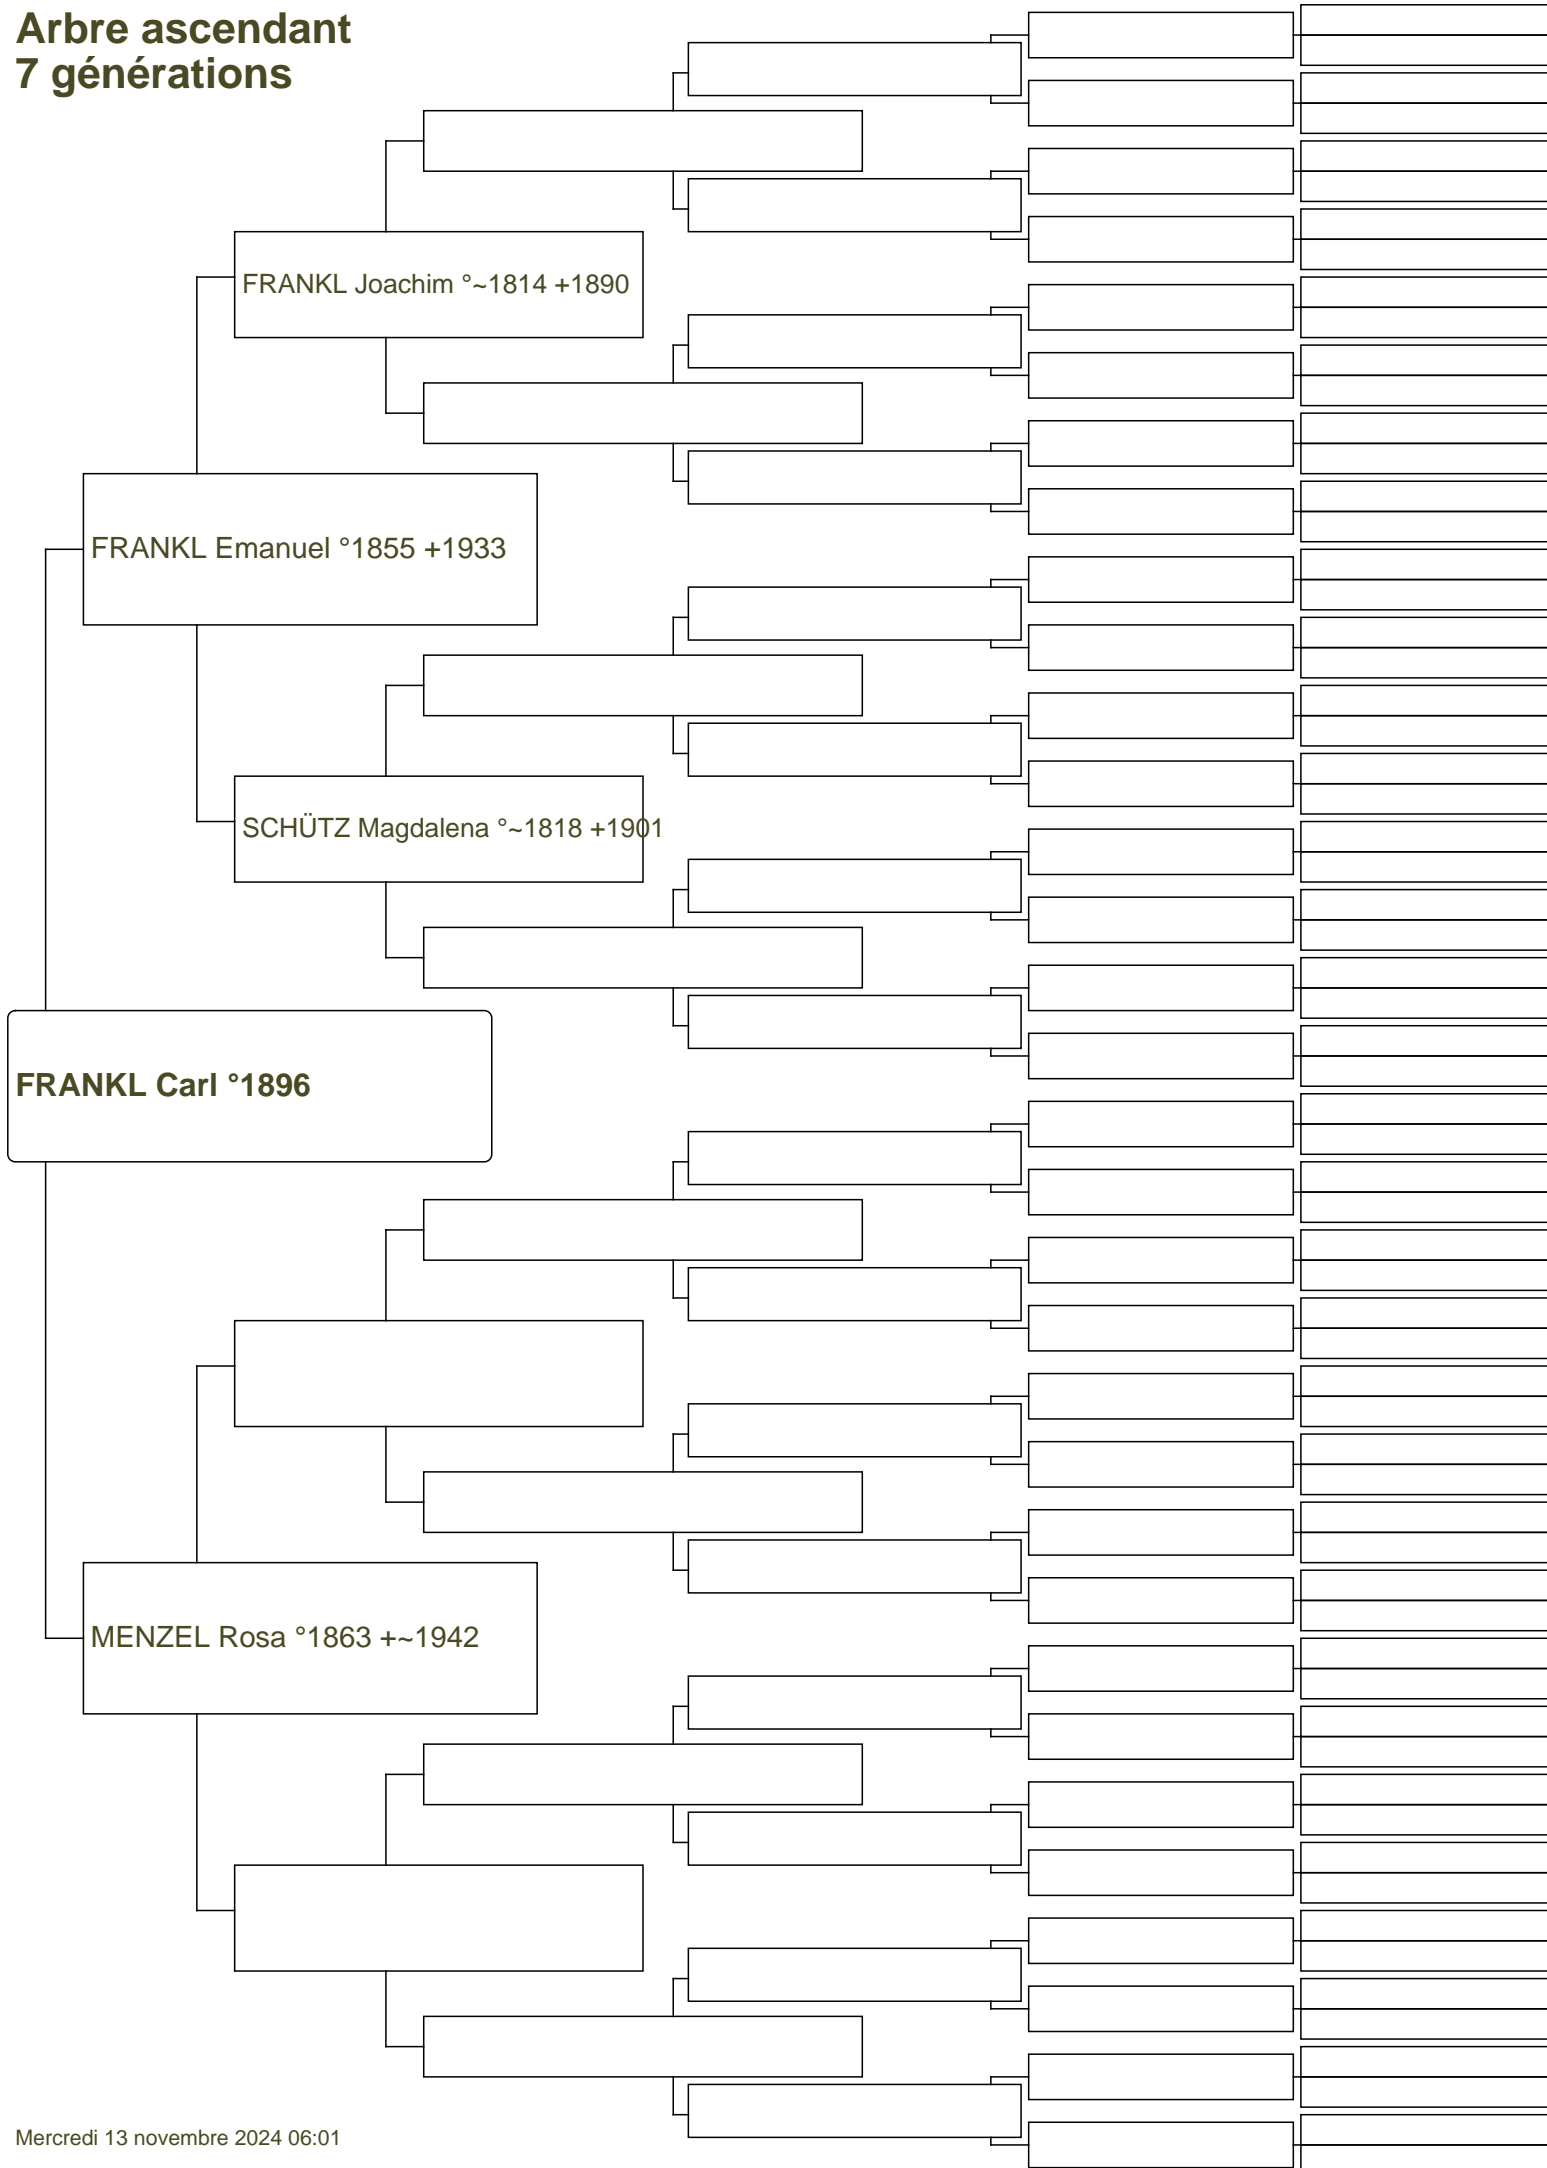 Arbre ascendant
7 générations
FRANKL Joachim °~1814 +1890
FRANKL Emanuel °1855 +1933
SCHÜTZ Magdalena °~1818 +1901
FRANKL Carl °1896
MENZEL Rosa °1863 +~1942
Mercredi 13 novembre 2024 06:01